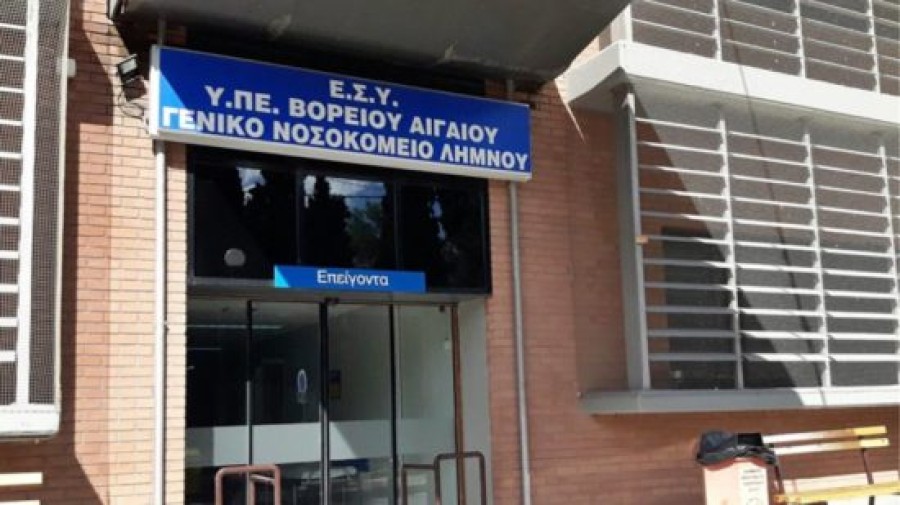 Ε.Σ.Υ.
Υ.ΠΕ. ΒΟΡΕΙΟΥ ΑΙΓΑΙΟΥ
ΓΕΝΙΚΟ ΝΟΣΟΚΟΜΕΙΟ ΛΗΜΝΟΥ
Επείγοντα